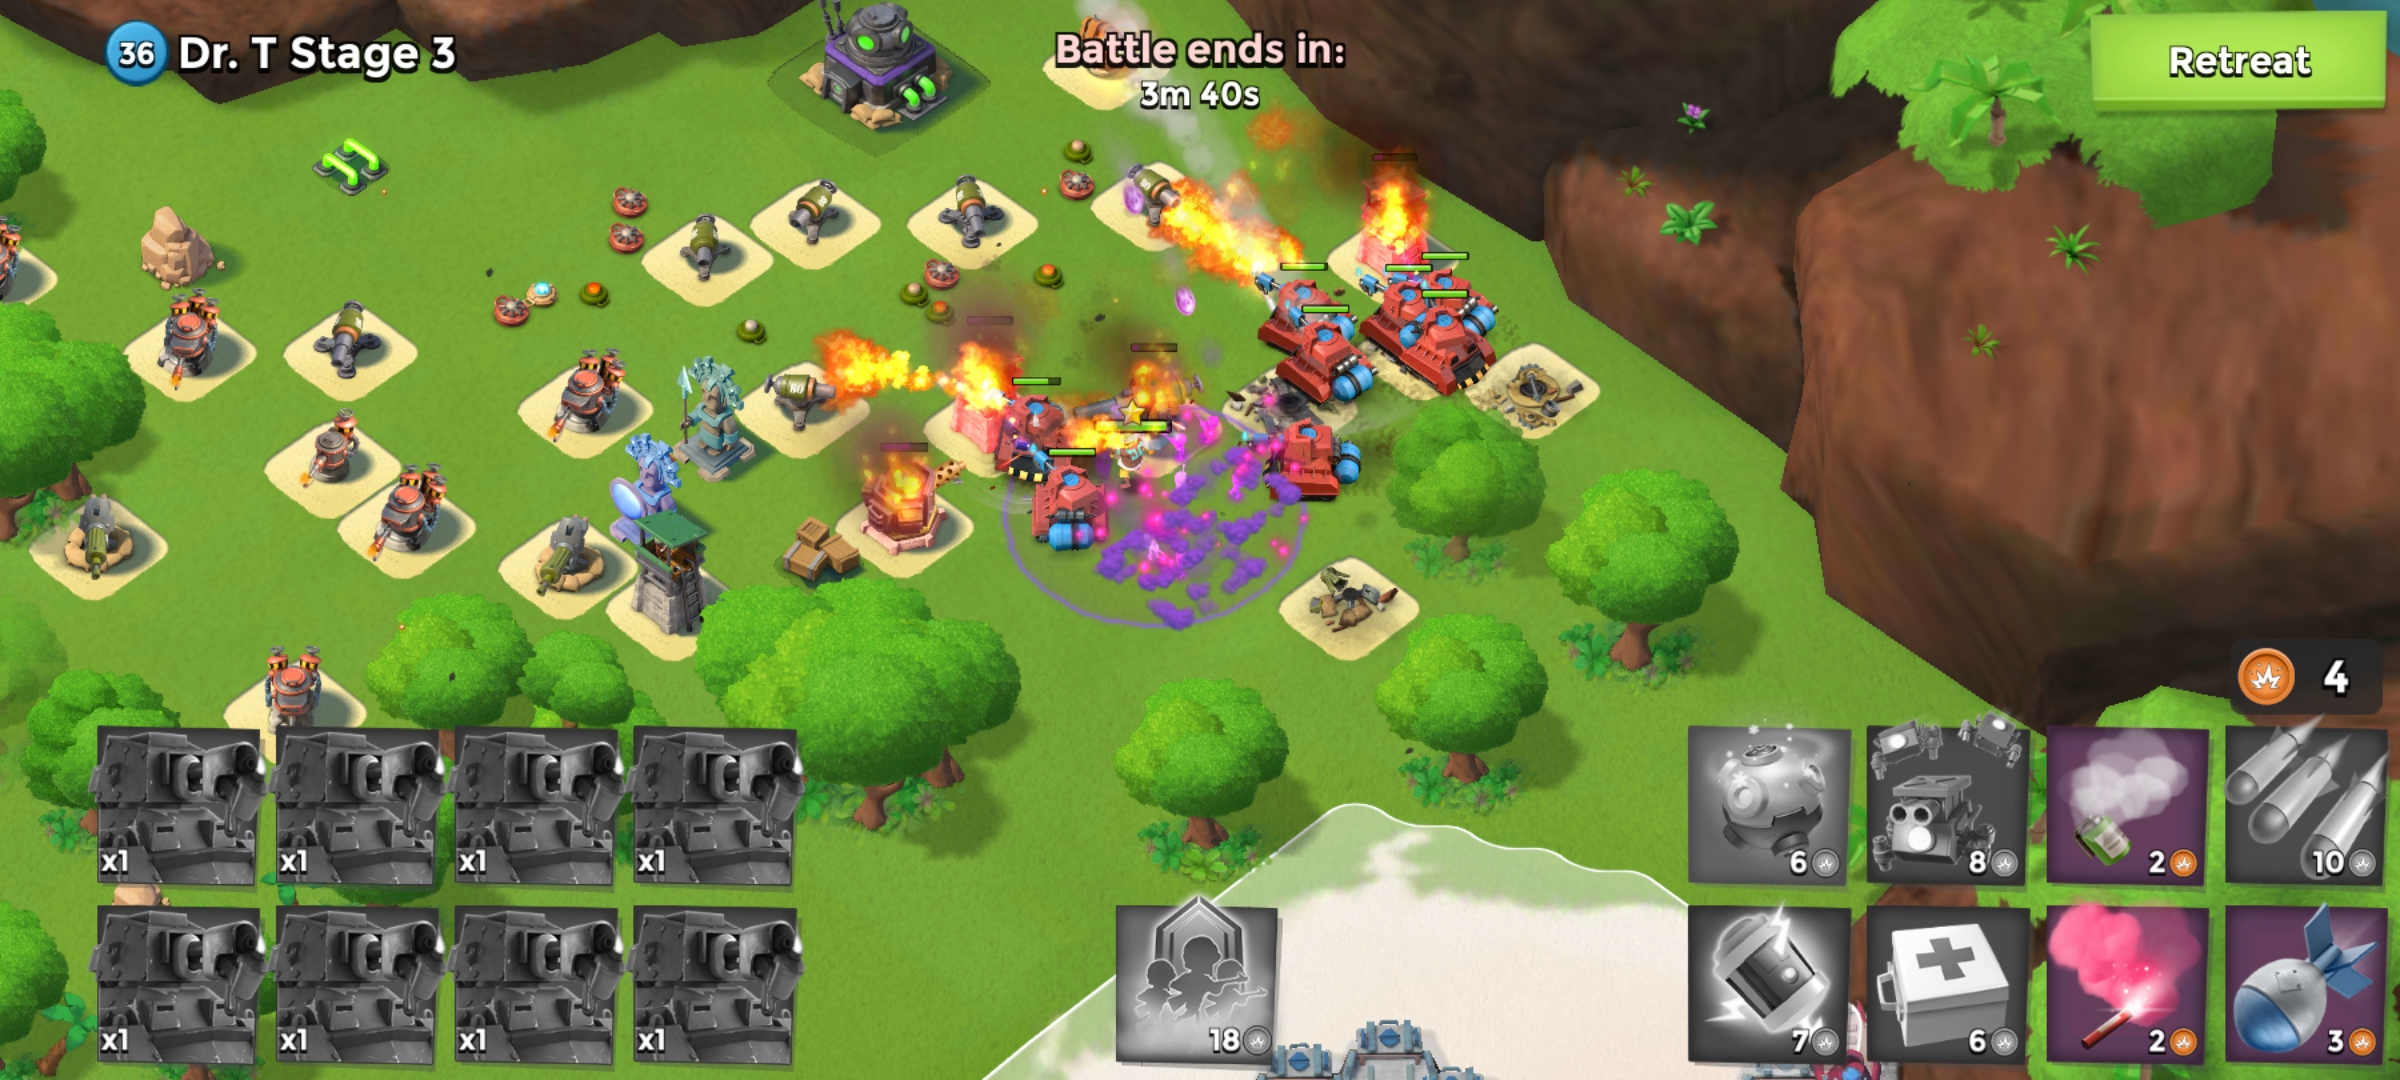 36 Dr. T Stage 3
Battle ends in:
3m 40s
Retreat
4
x1 x1 x1 x1
6 8 2 10
x1 x1 x1 x1
18
7 6 2 3